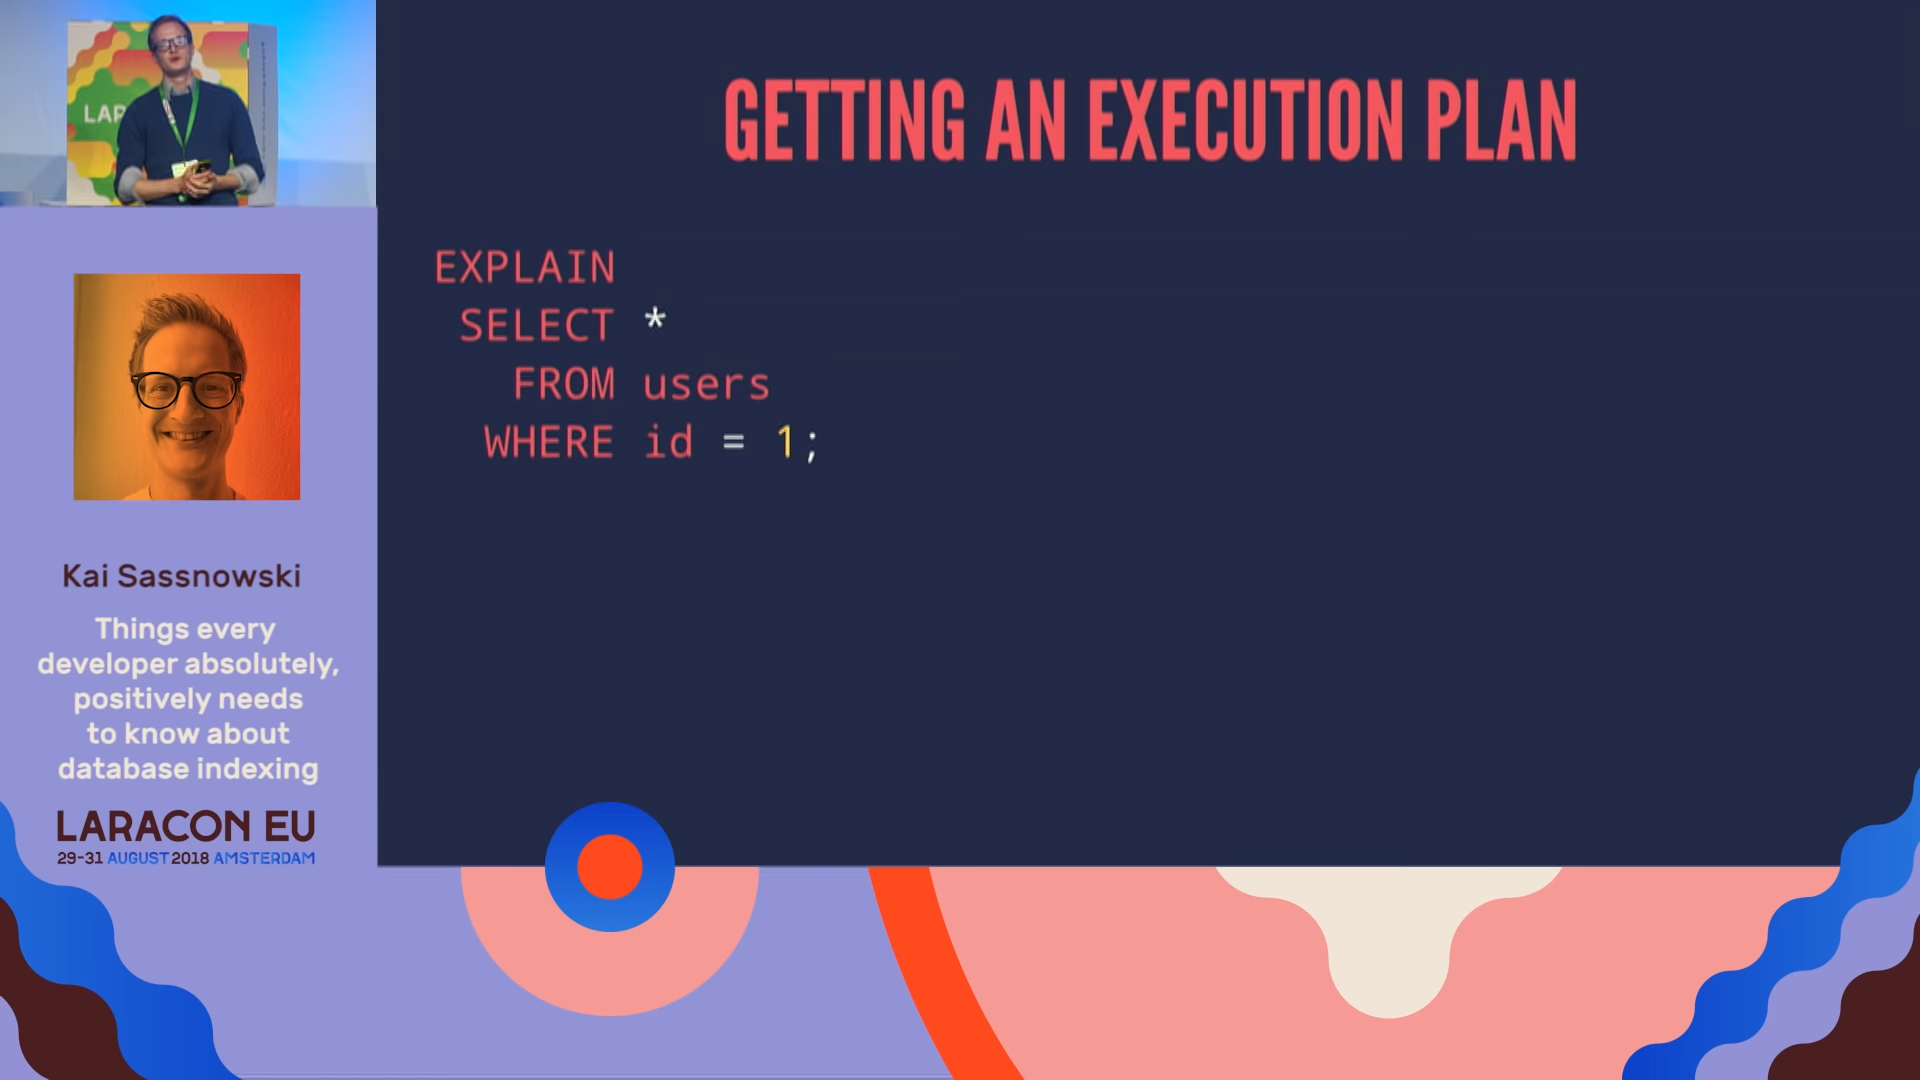 LAR
GETTING AN EXECUTION PLAN
EXPLAIN
SELECT *
FROM users
WHERE id = 1;
Kai Sassnowski
Things every
developer absolutely,
positively needs
to know about
database indexing
LARACON EU
29-31 AUGUST 2018 AMSTERDAM